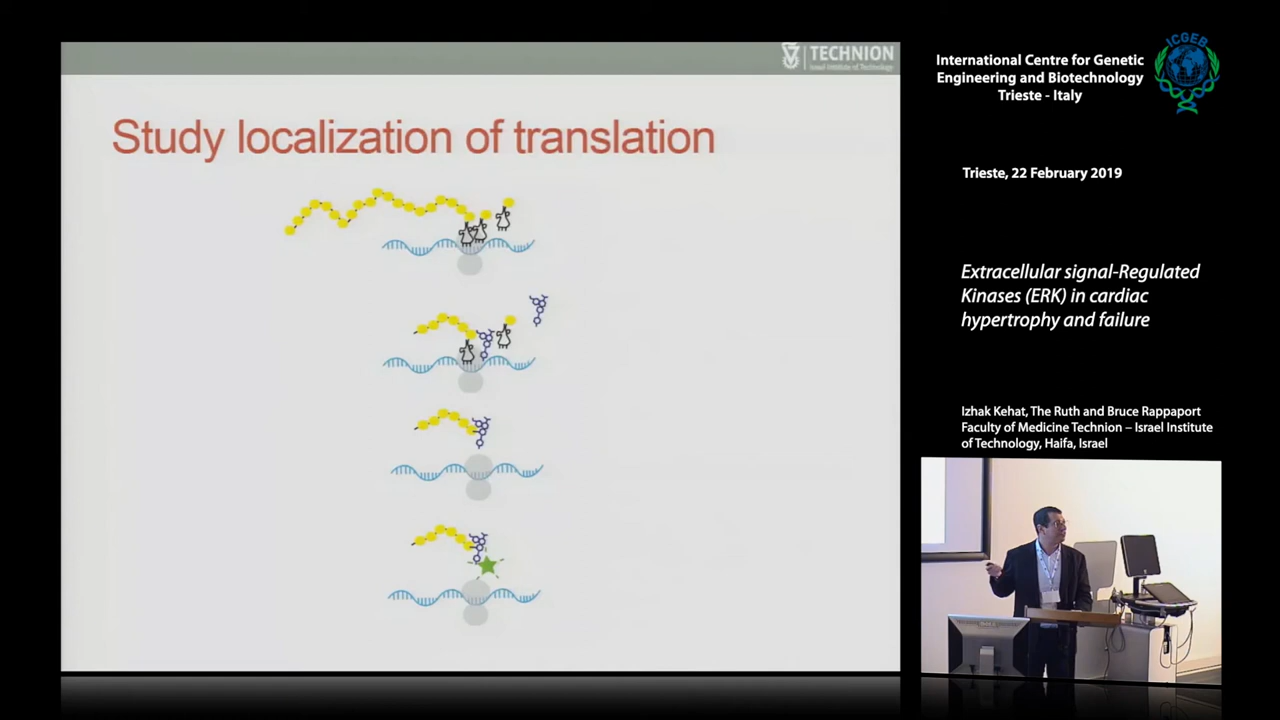 TECHNION
Israel Institute of Technology
Study localization of translation
International Centre for Genetic
Engineering and Biotechnology
Trieste - Italy
ICGEB
Trieste, 22 February 2019
Extracellular signal-Regulated
Kinases (ERK) in cardiac
hypertrophy and failure
Izhak Kehat, The Ruth and Bruce Rappaport
Faculty of Medicine Technion – Israel Institute
of Technology, Haifa, Israel